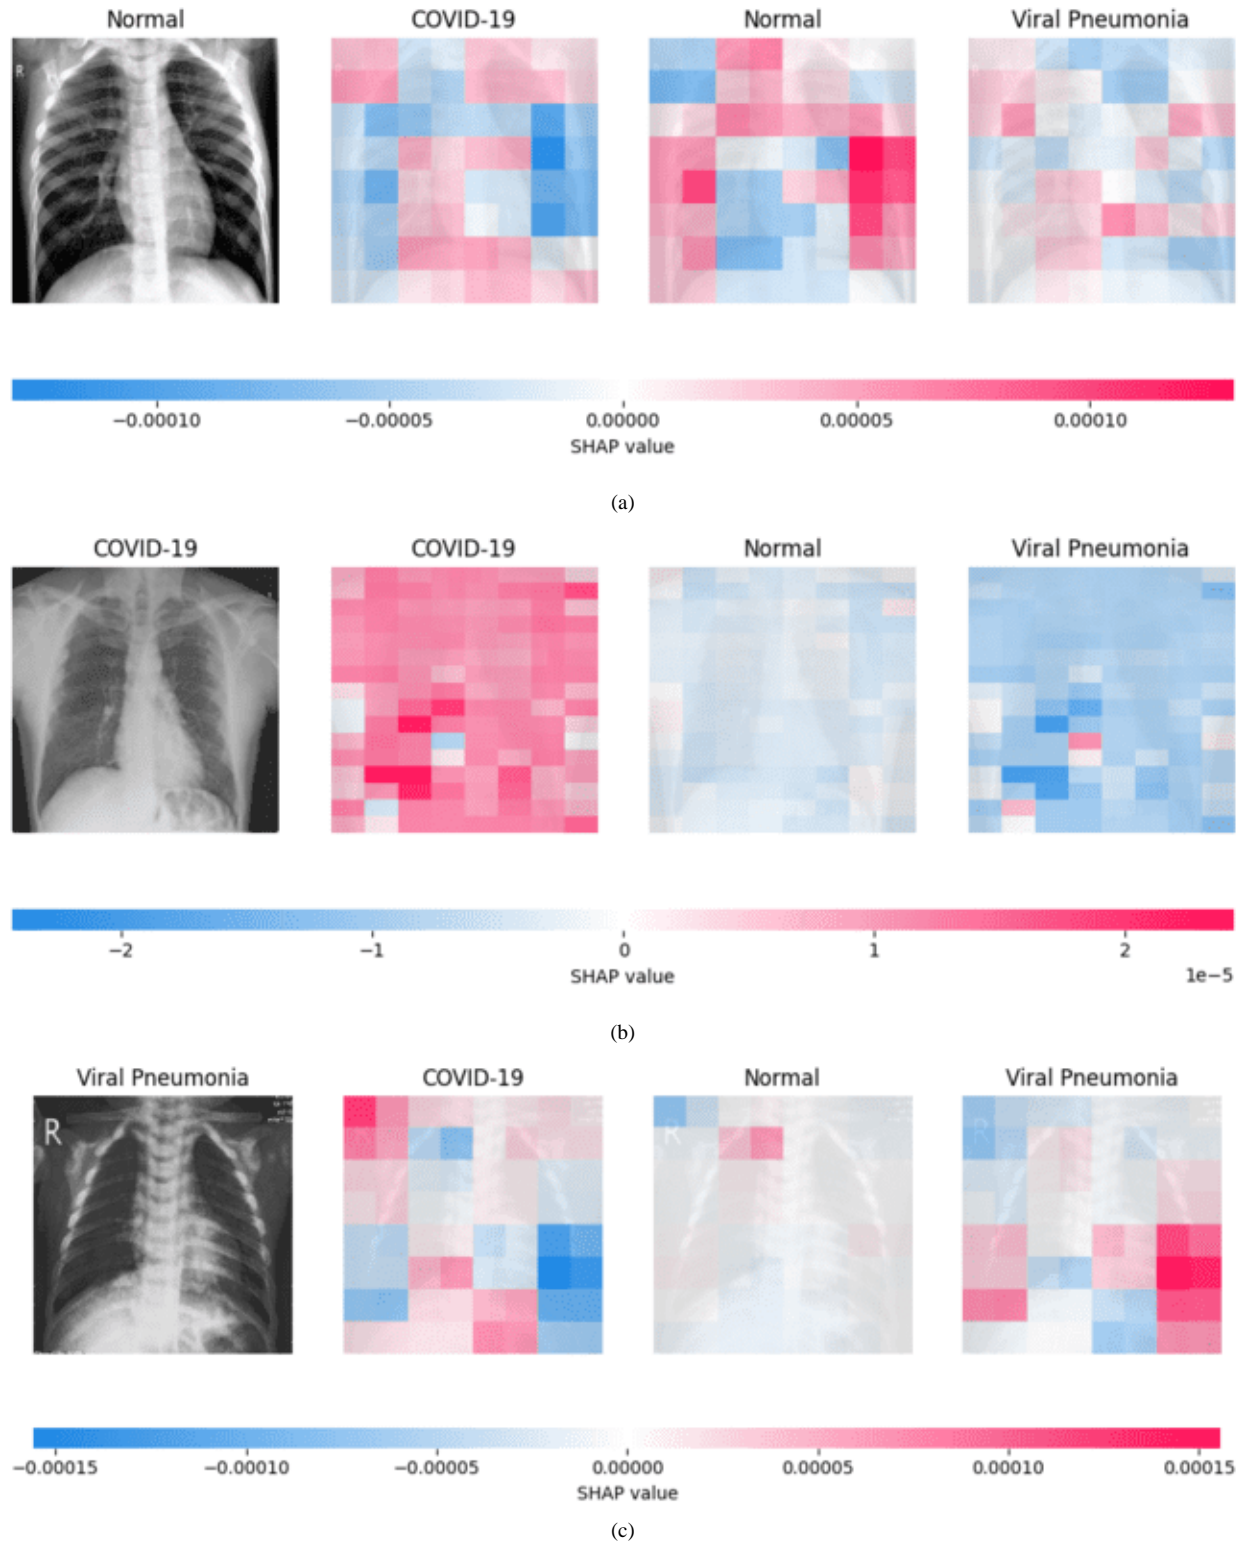 Normal COVID-19 Normal Viral Pneumonia
R
−0.00010 −0.00005 0.00000 0.00005 0.00010
SHAP value
(a)
COVID-19 COVID-19 Normal Viral Pneumonia
−2 −1 0 1 2
1e−5
SHAP value
(b)
Viral Pneumonia COVID-19 Normal Viral Pneumonia
R R R
−0.00015 −0.00010 −0.00005 0.00000 0.00005 0.00010 0.00015
SHAP value
(c)